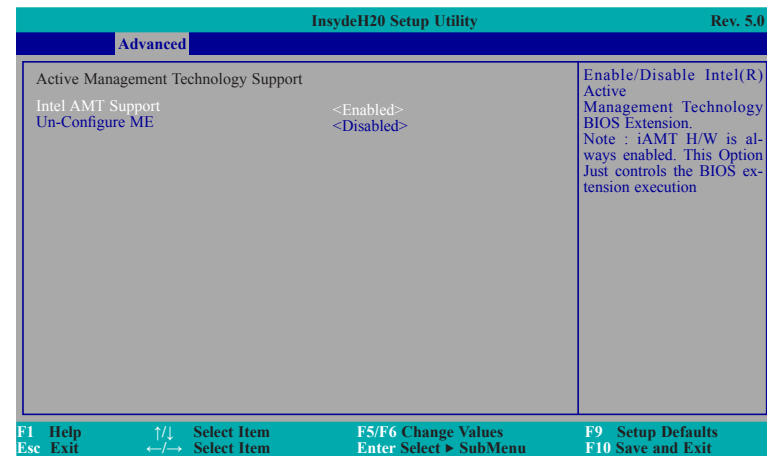 InsydeH20 Setup Utility Rev. 5.0
Advanced
Active Management Technology Support
Intel AMT Support <Enabled>
Un-Configure ME <Disabled>
Enable/Disable Intel(R)
Active
Management Technology
BIOS Extension.
Note : iAMT H/W is al-
ways enabled. This Option
Just controls the BIOS ex-
tension execution
F1 Help ↑/↓ Select Item F5/F6 Change Values F9 Setup Defaults
Esc Exit ←/→ Select Item Enter Select ► SubMenu F10 Save and Exit